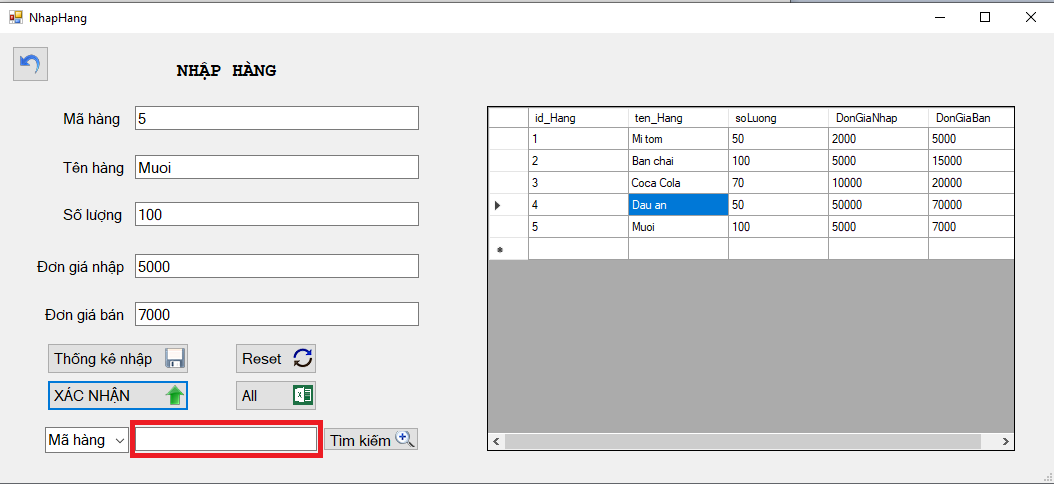 NhapHang
NHẬP HÀNG
Mã hàng 5
Tên hàng Muoi
Số lượng 100
Đơn giá nhập 5000
Đơn giá bán 7000
Thống kê nhập Reset
XÁC NHẬN All
Mã hàng Tìm kiếm
id_Hang ten_Hang soLuong DonGiaNhap DonGiaBan
1 Mi tom 50 2000 5000
2 Ban chai 100 5000 15000
3 Coca Cola 70 10000 20000
4 Dau an 50 50000 70000
5 Muoi 100 5000 7000